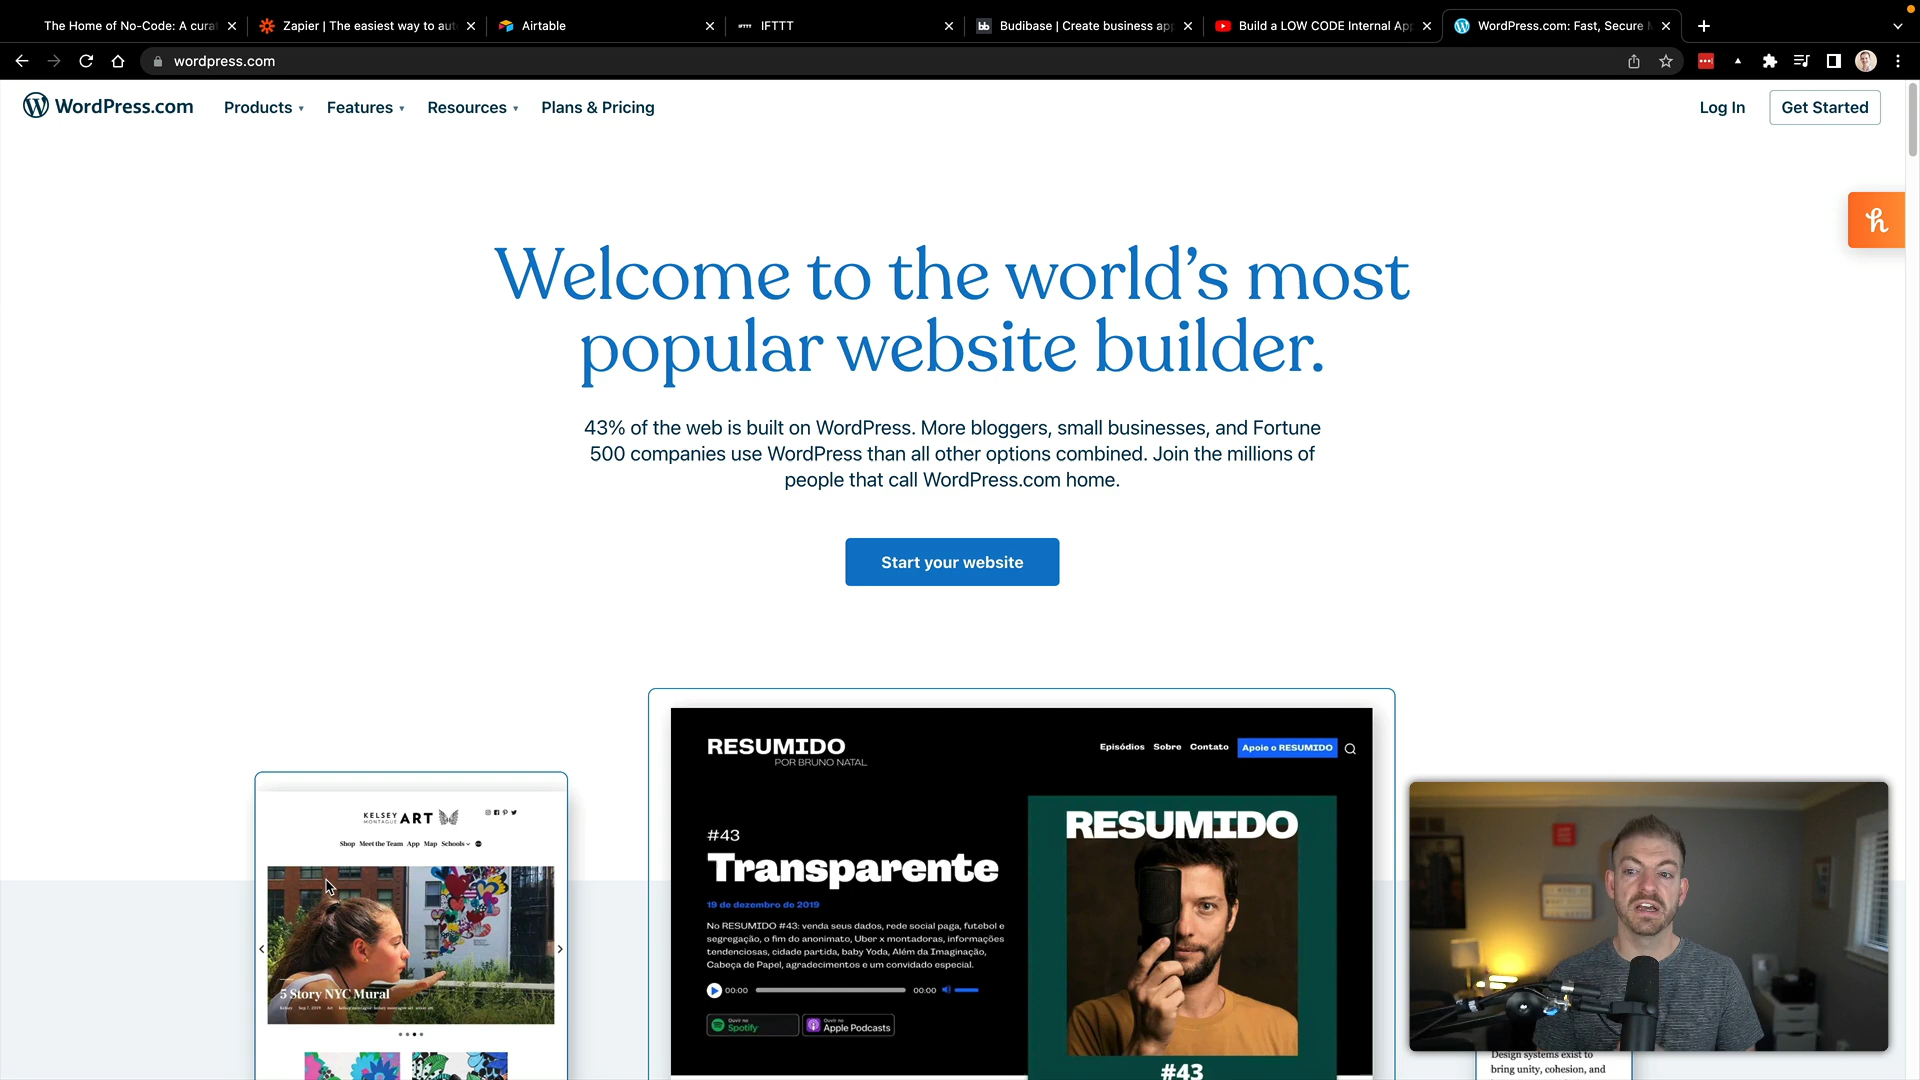 The Home of No-Code: A curat
Zapier | The easiest way to aut
Airtable
IFTTT
Budibase | Create business app
Build a LOW CODE Internal App
WordPress.com: Fast, Secure M
wordpress.com
WordPress.com
Products
Features
Resources
Plans & Pricing
Log In
Get Started
Welcome to the world's most
popular website builder.
43% of the web is built on WordPress. More bloggers, small businesses, and Fortune
500 companies use WordPress than all other options combined. Join the millions of
people that call WordPress.com home.
Start your website
KELSEY MONTAGUE ART
Shop Meet the Team App Map Schools
5 Story NYC Mural
RESUMIDO
POR BRUNO NATAL
Episódios Sobre Contato Apoie o RESUMIDO
#43
Transparente
19 de dezembro de 2019
No RESUMIDO #43: venda seus dados, rede social paga, futebol e
segregação, o fim do anonimato, Uber x montadoras, informações
tendenciosas, cidade partida, baby Yoda, Além da Imaginação,
Cabeça de Papel, agradecimentos e um convidado especial.
00:00 00:00
Ouvir no Spotify
Ouvir no Apple Podcasts
RESUMIDO
#43
Design systems exist to
bring unity, cohesion, and